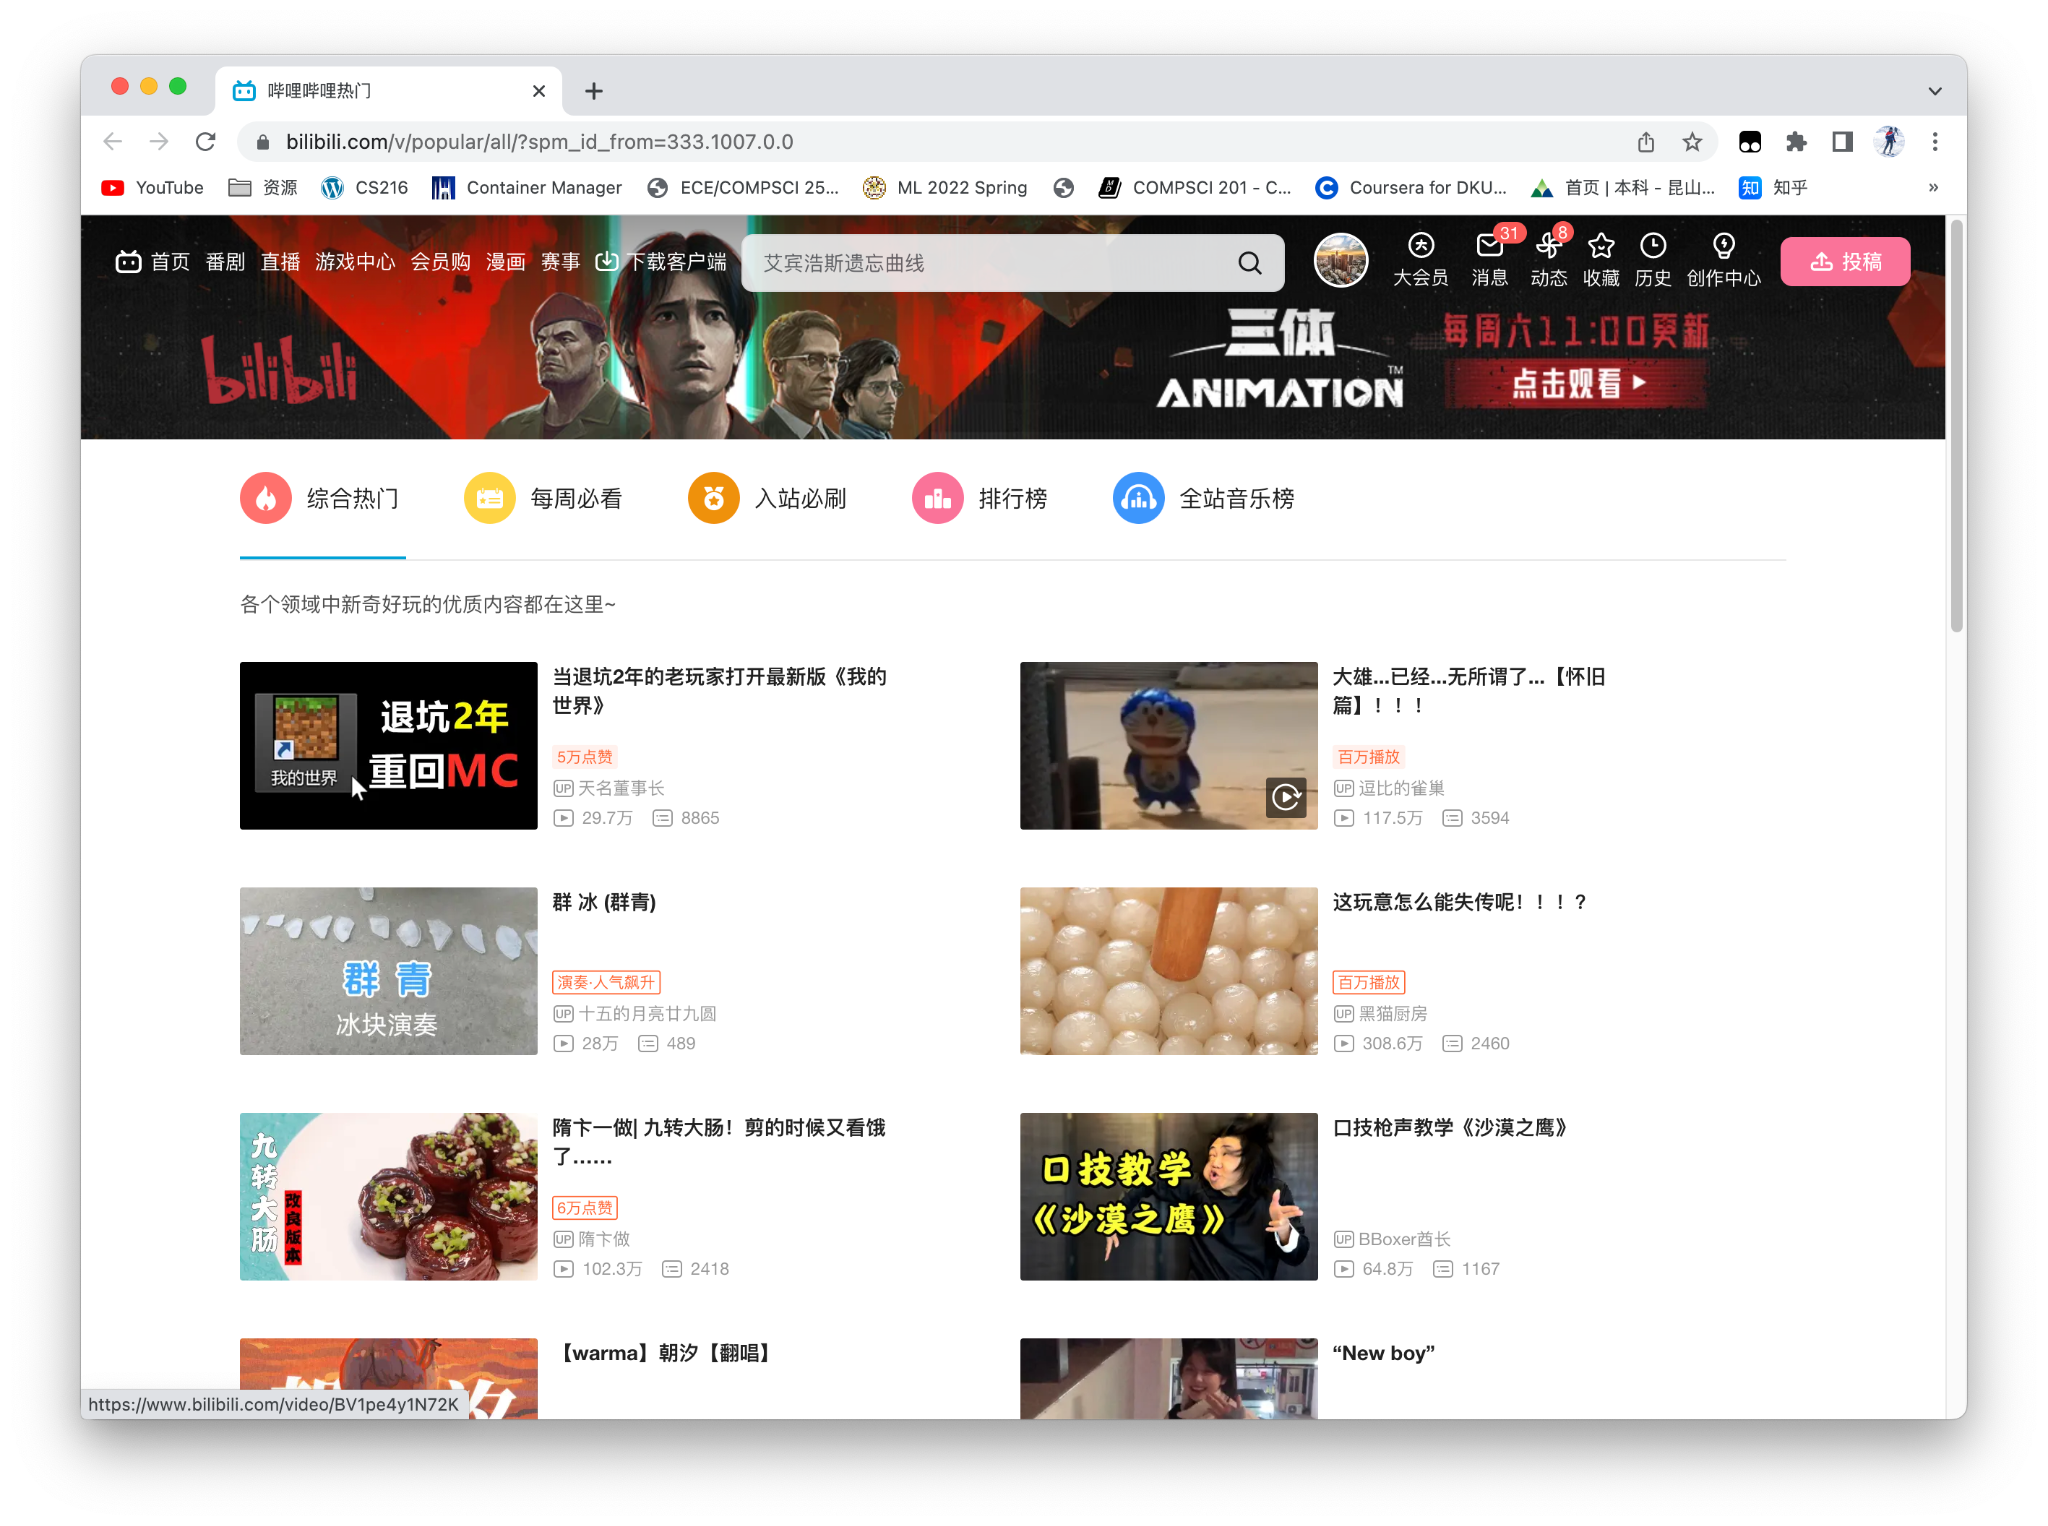 哔哩哔哩热门
bilibili.com/v/popular/all/?spm_id_from=333.1007.0.0
YouTube 资源 CS216 Container Manager ECE/COMPSCI 25... ML 2022 Spring COMPSCI 201 - C... Coursera for DKU... 首页 | 本科 - 昆山... 知 知乎 »
首页 番剧 直播 游戏中心 会员购 漫画 赛事 下载客户端 艾宾浩斯遗忘曲线 大会员 31 消息 8 动态 收藏 历史 创作中心 投稿
bilibili
三体
ANIMATION™
每周六11:00更新
点击观看
综合热门 每周必看 入站必刷 排行榜 全站音乐榜
各个领域中新奇好玩的优质内容都在这里~
退坑2年
重回MC
我的世界
当退坑2年的老玩家打开最新版《我的
世界》
5万点赞
UP 天名董事长
29.7万 8865
大雄...已经...无所谓了...【怀旧
篇】！！！
百万播放
UP 逗比的雀巢
117.5万 3594
群 青
冰块演奏
群 冰 (群青)
演奏·人气飙升
UP 十五的月亮廿九圆
28万 489
这玩意怎么能失传呢！！！？
百万播放
UP 黑猫厨房
308.6万 2460
九转大肠
改良版本
隋卞一做| 九转大肠！剪的时候又看饿
了......
6万点赞
UP 隋卞做
102.3万 2418
口技教学
《沙漠之鹰》
口技枪声教学《沙漠之鹰》
UP BBoxer酋长
64.8万 1167
【warma】朝汐【翻唱】
“New boy”
https://www.bilibili.com/video/BV1pe4y1N72K